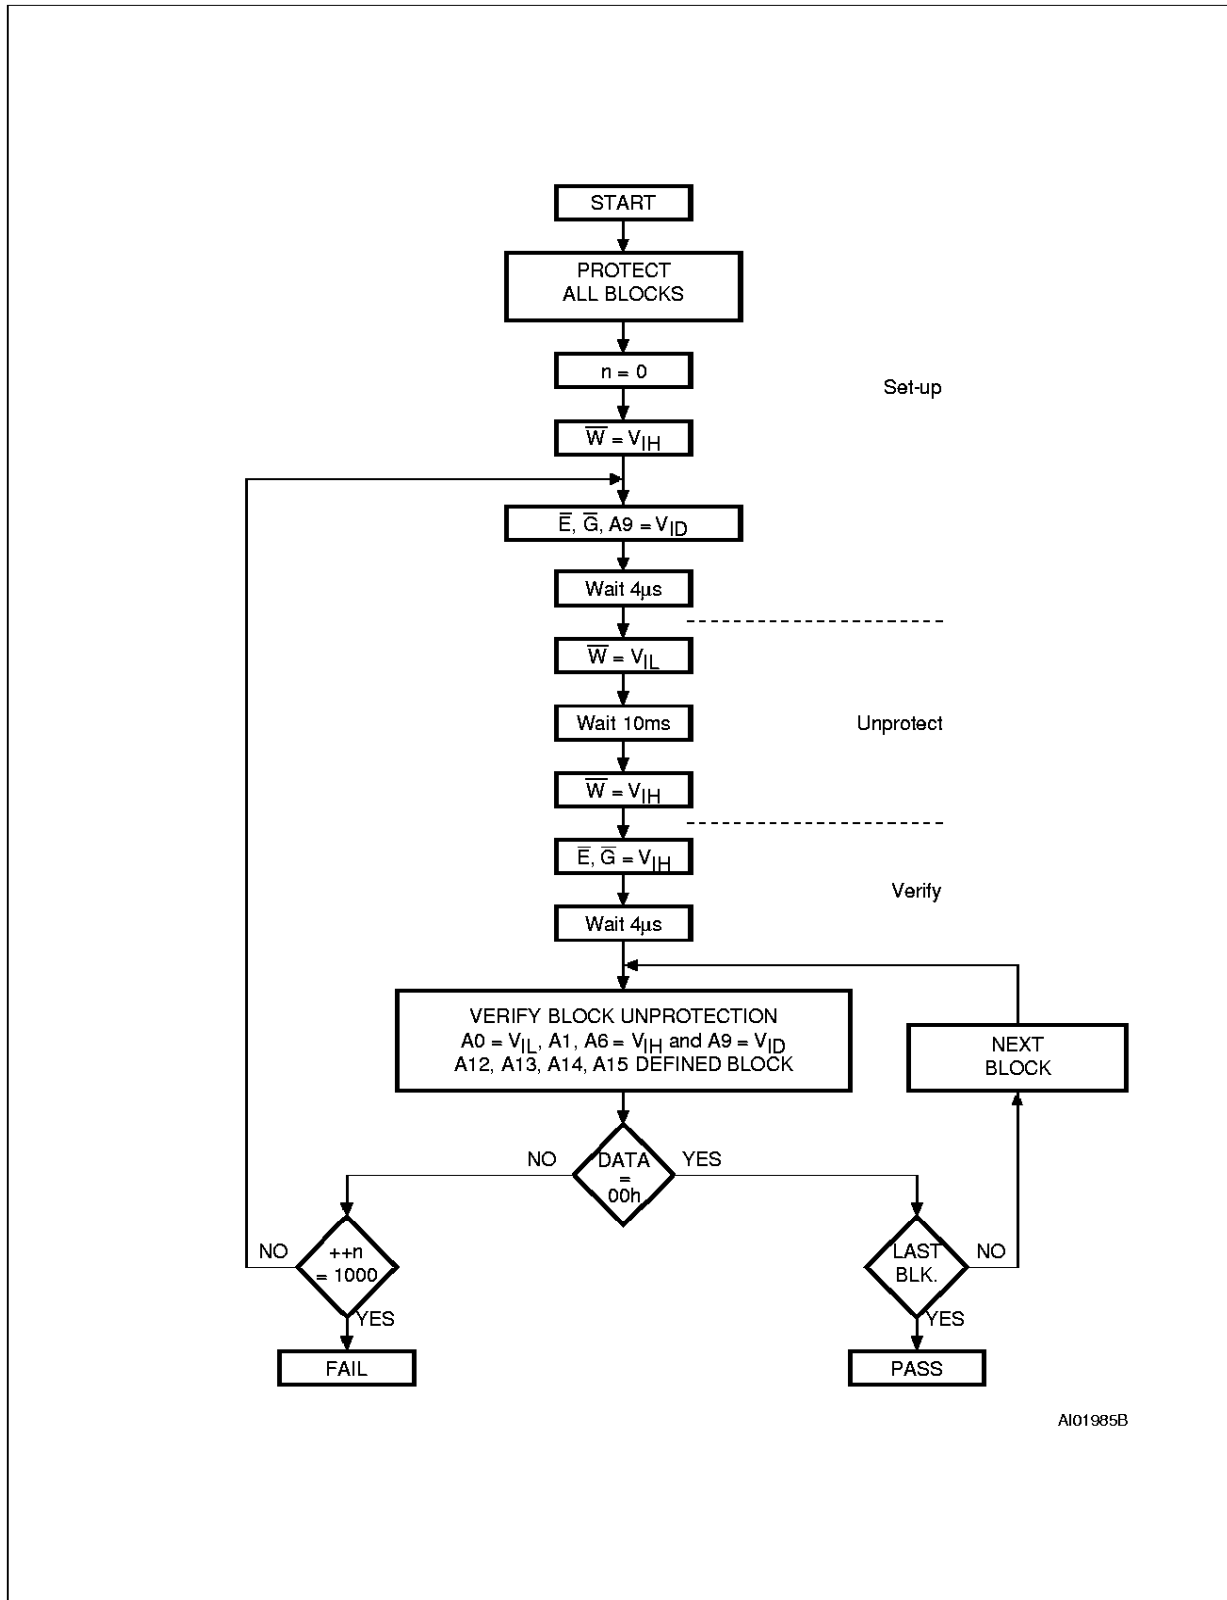 START
PROTECT
ALL BLOCKS
n = 0
Set-up
W̅ = VIH
E̅, G̅, A9 = VID
Wait 4µs
W̅ = VIL
Wait 10ms
Unprotect
W̅ = VIH
E̅, G̅ = VIH
Verify
Wait 4µs
VERIFY BLOCK UNPROTECTION
A0 = VIL, A1, A6 = VIH and A9 = VID
A12, A13, A14, A15 DEFINED BLOCK
NEXT
BLOCK
NO
DATA
=
00h
YES
NO
++n
= 1000
YES
LAST
BLK.
NO
YES
FAIL
PASS
AI01985B